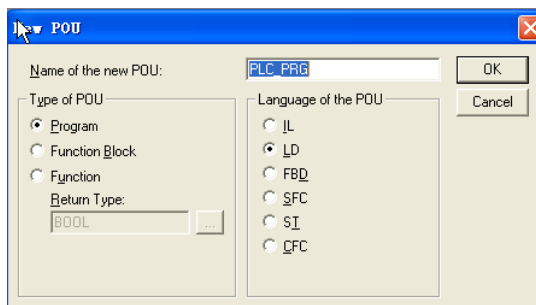 New POU
Name of the new POU:
PLC_PRG
OK
Cancel
Type of POU
Program
Function Block
Function
Return Type:
BOOL
...
Language of the POU
IL
LD
FBD
SFC
ST
CFC